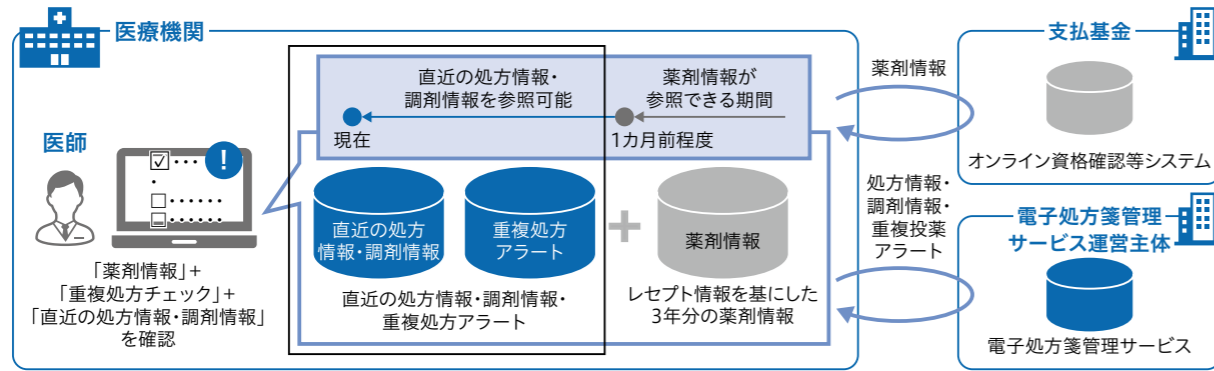 医療機関
医師
!
「薬剤情報」+
「重複処方チェック」+
「直近の処方情報・調剤情報」
を確認
直近の処方情報・
調剤情報を参照可能
薬剤情報が
参照できる期間
現在
1カ月前程度
直近の処方
情報・調剤情報
重複処方
アラート
+
薬剤情報
直近の処方情報・調剤情報・
重複処方アラート
レセプト情報を基にした
3年分の薬剤情報
薬剤情報
処方情報・
調剤情報・
重複投薬
アラート
支払基金
オンライン資格確認等システム
電子処方箋管理
サービス運営主体
電子処方箋管理サービス